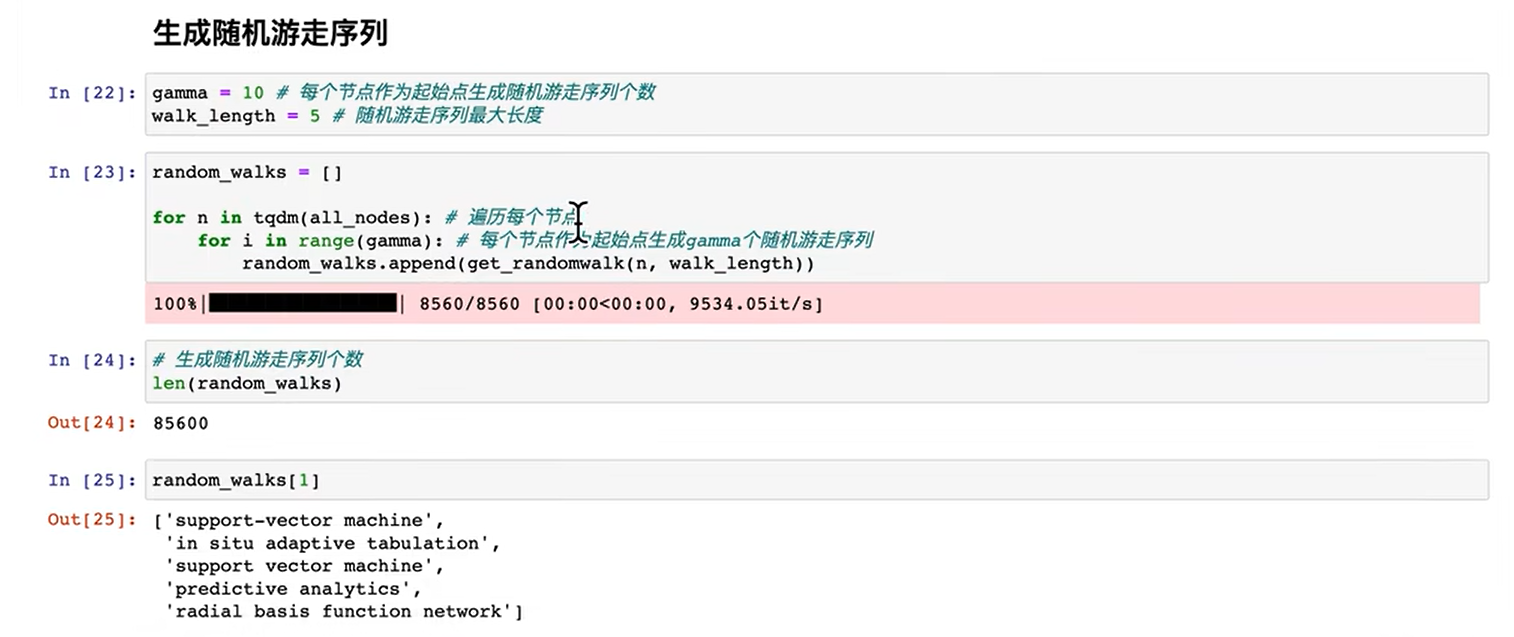 生成随机游走序列
In [22]: gamma = 10 # 每个节点作为起始点生成随机游走序列个数
walk_length = 5 # 随机游走序列最大长度
In [23]: random_walks = []
for n in tqdm(all_nodes): # 遍历每个节点
for i in range(gamma): # 每个节点作为起始点生成gamma个随机游走序列
random_walks.append(get_randomwalk(n, walk_length))
100%|██████████| 8560/8560 [00:00<00:00, 9534.05it/s]
In [24]: # 生成随机游走序列个数
len(random_walks)
Out[24]: 85600
In [25]: random_walks[1]
Out[25]: ['support-vector machine',
'in situ adaptive tabulation',
'support vector machine',
'predictive analytics',
'radial basis function network']